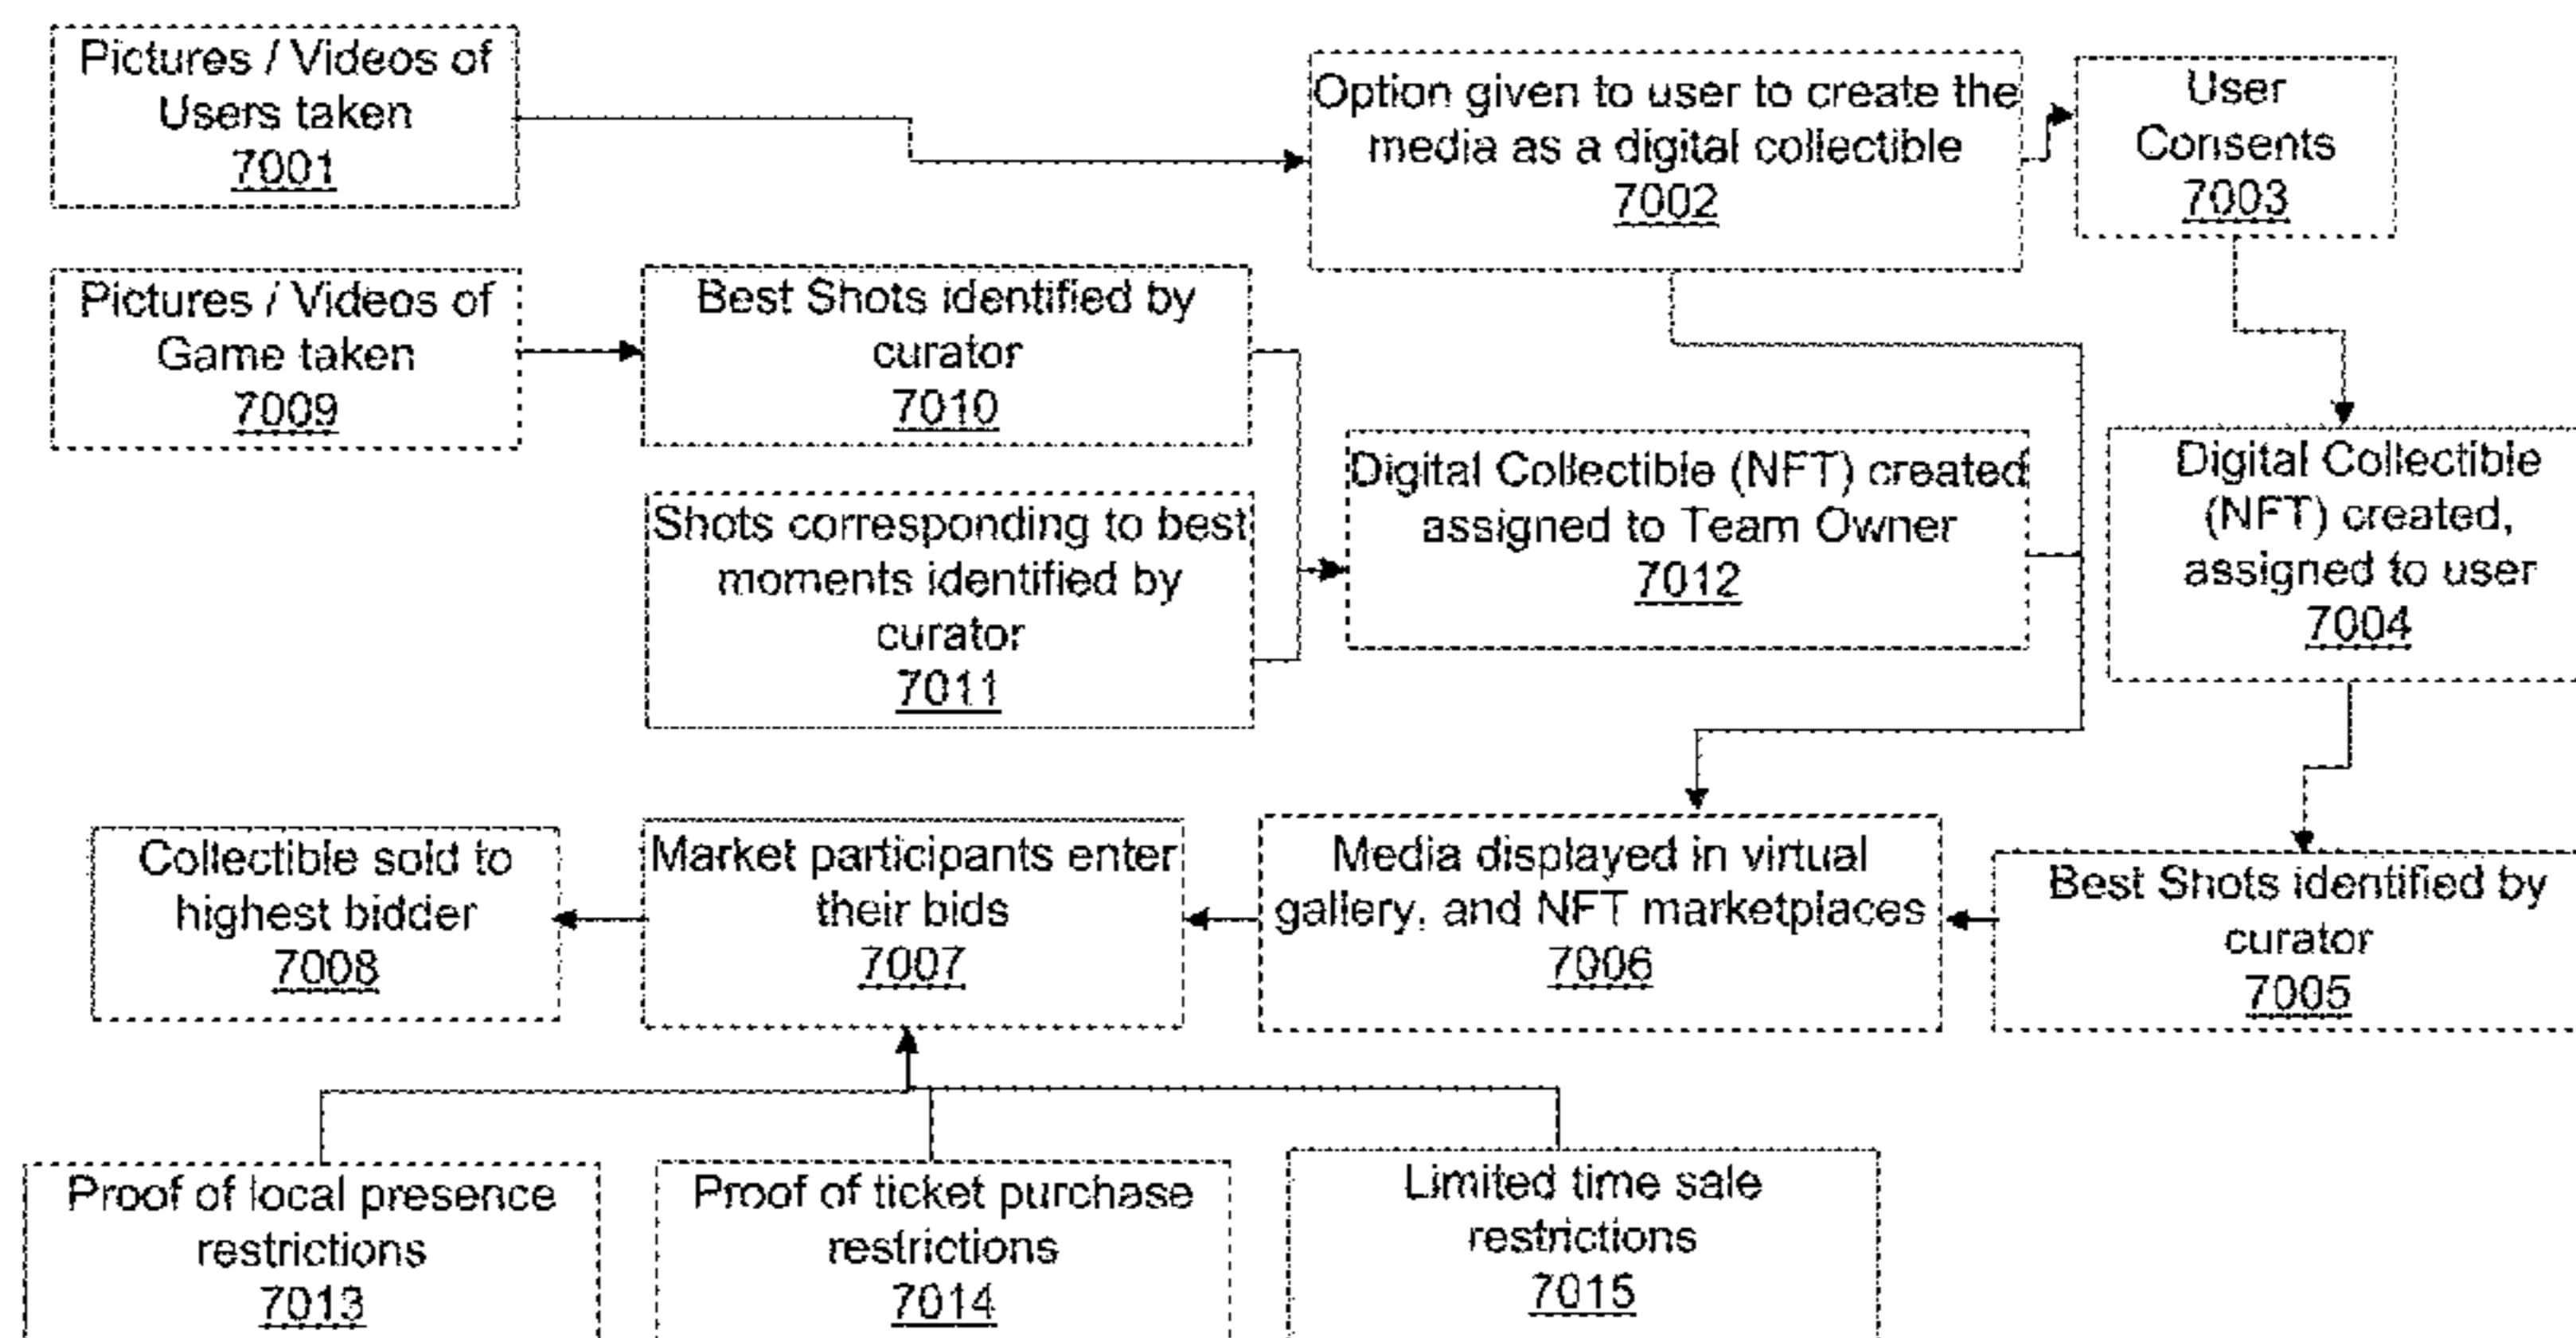 Pictures / Videos of
Users taken
7001
Option given to user to create the
media as a digital collectible
7002
User
Consents
7003
Pictures / Videos of
Game taken
7009
Best Shots identified by
curator
7010
Shots corresponding to best
moments identified by
curator
7011
Digital Collectible (NFT) created
assigned to Team Owner
7012
Digital Collectible
(NFT) created,
assigned to user
7004
Collectible sold to
highest bidder
7008
Market participants enter
their bids
7007
Media displayed in virtual
gallery, and NFT marketplaces
7006
Best Shots identified by
curator
7005
Proof of local presence
restrictions
7013
Proof of ticket purchase
restrictions
7014
Limited time sale
restrictions
7015